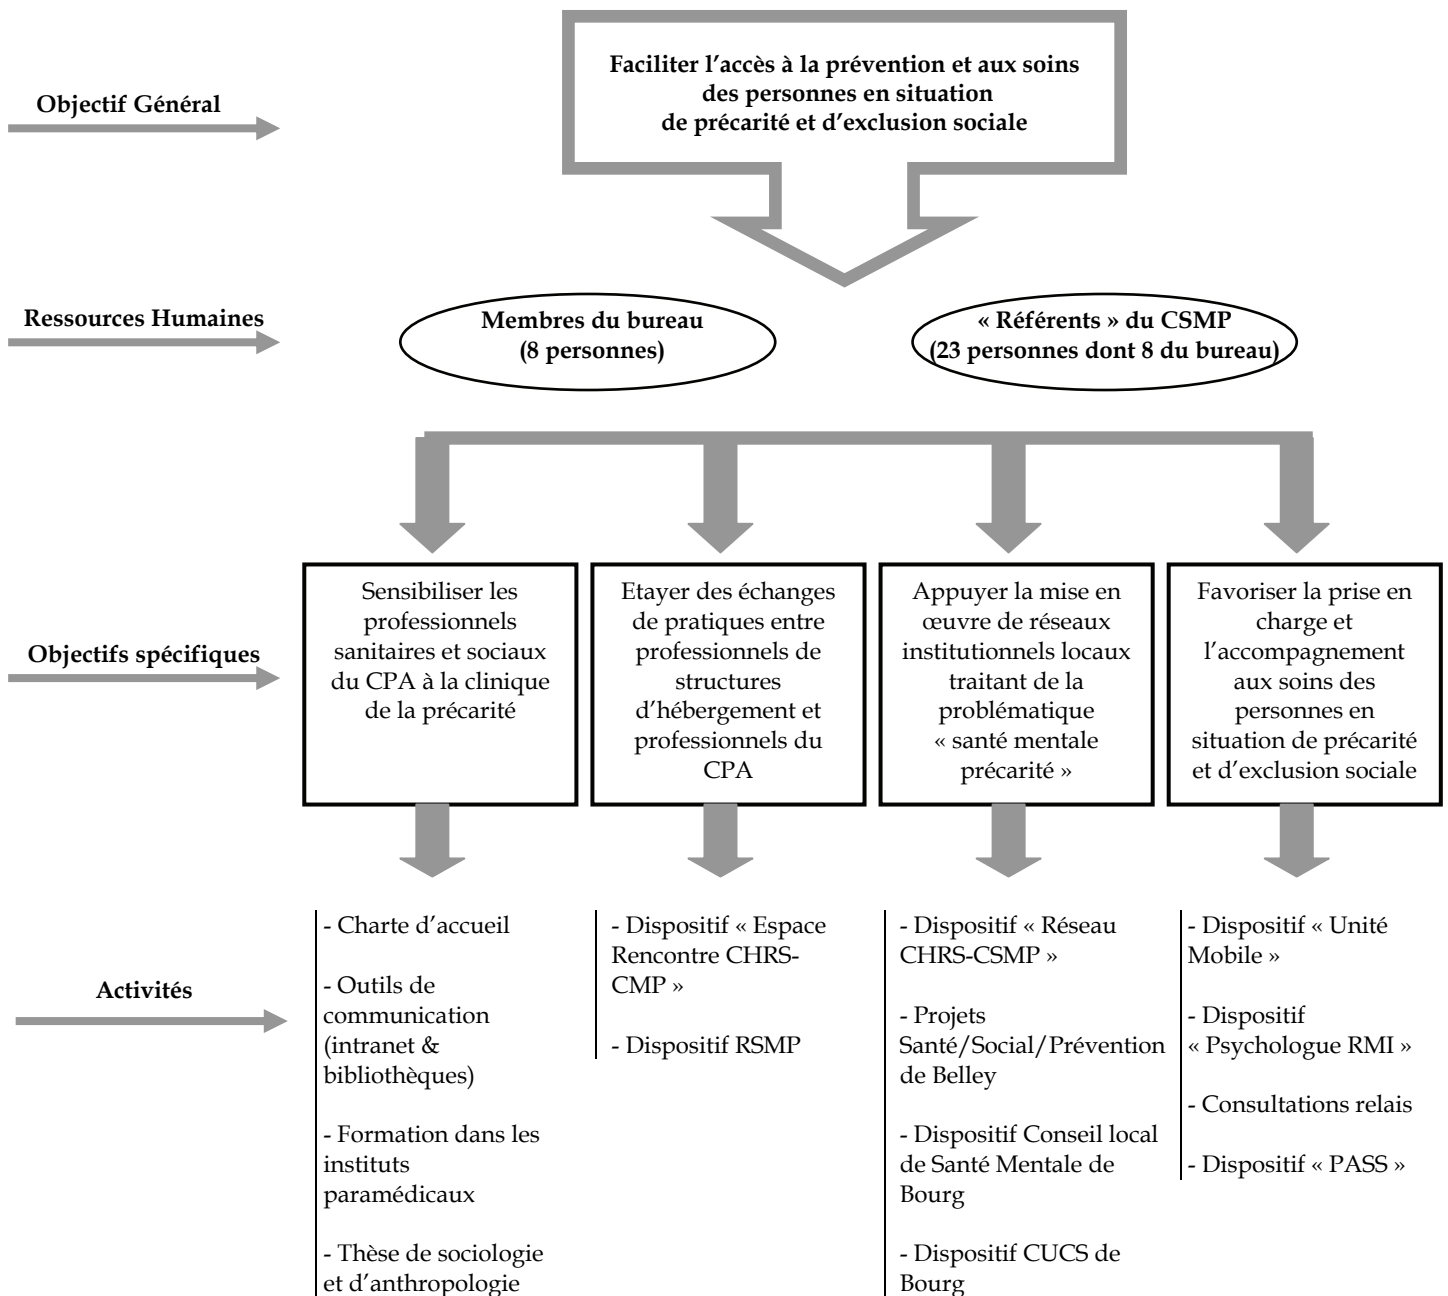 Objectif Général
Faciliter l’accès à la prévention et aux soins
des personnes en situation
de précarité et d’exclusion sociale
Ressources Humaines
Membres du bureau
(8 personnes)
« Référents » du CSMP
(23 personnes dont 8 du bureau)
Objectifs spécifiques
Sensibiliser les
professionnels
sanitaires et sociaux
du CPA à la clinique
de la précarité
Etayer des échanges
de pratiques entre
professionnels de
structures
d’hébergement et
professionnels du
CPA
Appuyer la mise en
œuvre de réseaux
institutionnels locaux
traitant de la
problématique
« santé mentale
précarité »
Favoriser la prise en
charge et
l’accompagnement
aux soins des
personnes en
situation de précarité
et d’exclusion sociale
Activités
- Charte d’accueil
- Outils de
communication
(intranet &
bibliothèques)
- Formation dans les
instituts
paramédicaux
- Thèse de sociologie
et d’anthropologie
- Dispositif « Espace
Rencontre CHRS-
CMP »
- Dispositif RSMP
- Dispositif « Réseau
CHRS-CSMP »
- Projets
Santé/Social/Prévention
de Belley
- Dispositif Conseil local
de Santé Mentale de
Bourg
- Dispositif CUCS de
Bourg
- Dispositif « Unité
Mobile »
- Dispositif
« Psychologue RMI »
- Consultations relais
- Dispositif « PASS »